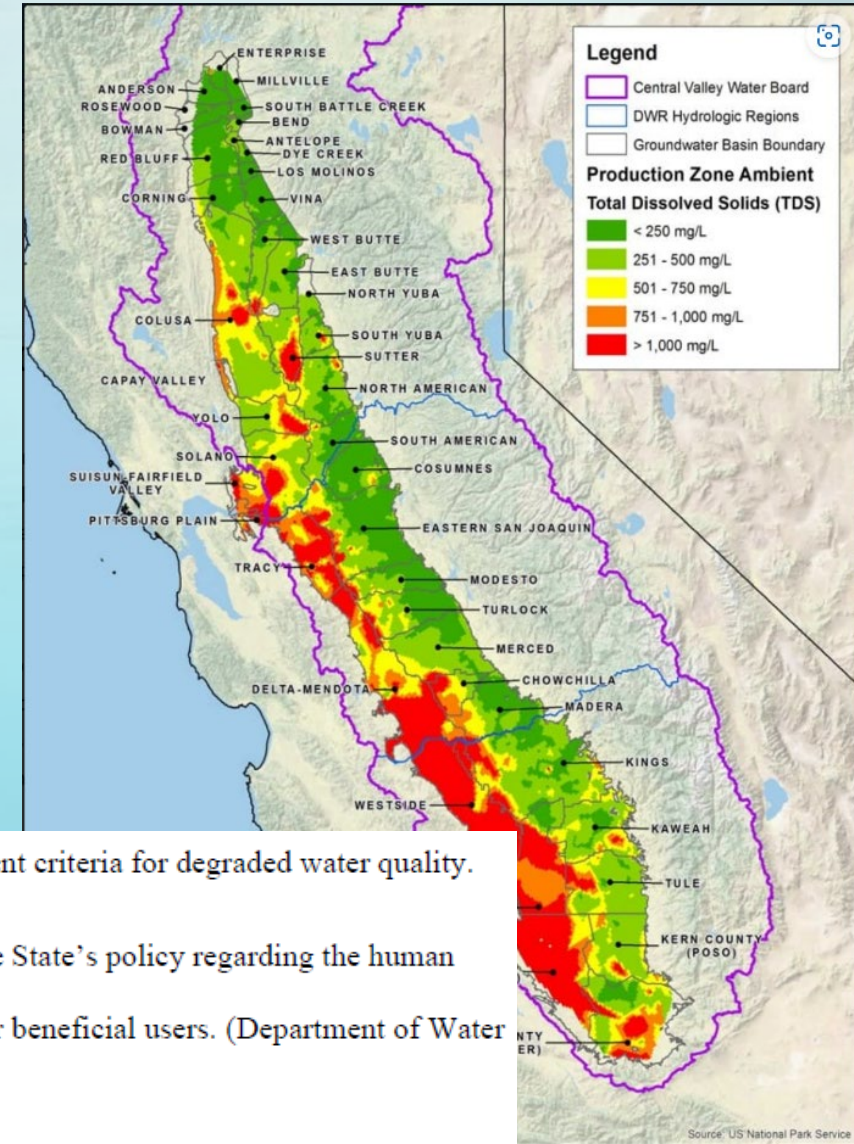 Legend
Central Valley Water Board
DWR Hydrologic Regions
Groundwater Basin Boundary
Production Zone Ambient
Total Dissolved Solids (TDS)
< 250 mg/L
251 - 500 mg/L
501 - 750 mg/L
751 - 1,000 mg/L
> 1,000 mg/L
ENTERPRISE
ANDERSON
MILLVILLE
ROSEWOOD
SOUTH BATTLE CREEK
BOWMAN
BEND
ANTELOPE
RED BLUFF
DYE CREEK
LOS MOLINOS
CORNING
VINA
WEST BUTTE
EAST BUTTE
NORTH YUBA
COLUSA
SOUTH YUBA
SUTTER
CAPAY VALLEY
NORTH AMERICAN
YOLO
SOUTH AMERICAN
SOLANO
COSUMNES
SUISUN-FAIRFIELD
VALLEY
PITTSBURG PLAIN
EASTERN SAN JOAQUIN
TRACY
MODESTO
TURLOCK
MERCED
CHOWCHILLA
DELTA-MENDOTA
MADERA
KINGS
WESTSIDE
KAWEAH
TULE
KERN COUNTY
(POSO)
NTY
ER)
nt criteria for degraded water quality.
e State's policy regarding the human
r beneficial users. (Department of Water
Source: US National Park Service